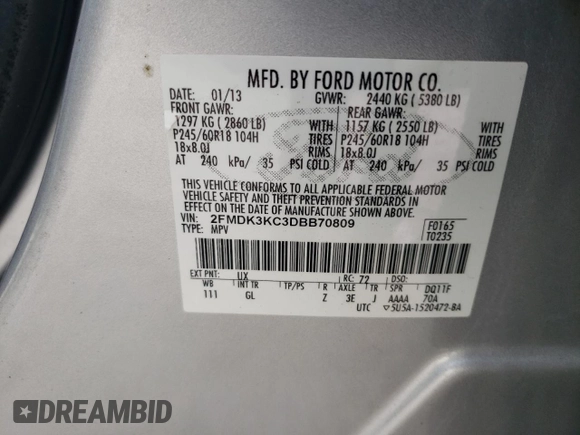 MFD. BY FORD MOTOR CO.
DATE: 01/13 GVWR: 2440 KG ( 5380 LB)
FRONT GAWR: REAR GAWR:
1297 KG ( 2860 LB) WITH 1157 KG ( 2550 LB) WITH
P245/60R18 104H TIRES P245/60R18 104H TIRES
18x8.0J RIMS 18x8.0J RIMS
AT 240 kPa/ 35 PSI COLD AT 240 kPa/ 35 PSI COLD
THIS VEHICLE CONFORMS TO ALL APPLICABLE FEDERAL MOTOR
VEHICLE SAFETY AND THEFT PREVENTION STANDARDS IN
EFFECT ON THE DATE OF MANUFACTURE SHOWN ABOVE.
VIN: 2FMDK3KC3DBB70809 F0165
TYPE: MPV T0235
EXT PNT: UX RC: 72 DSO:
WB INT TR TP/PS R AXLE TR SPR DQ11F
111 GL Z 3E J AAAA 70A
UTC ▽5U5A-1520472-BA
DREAMBID